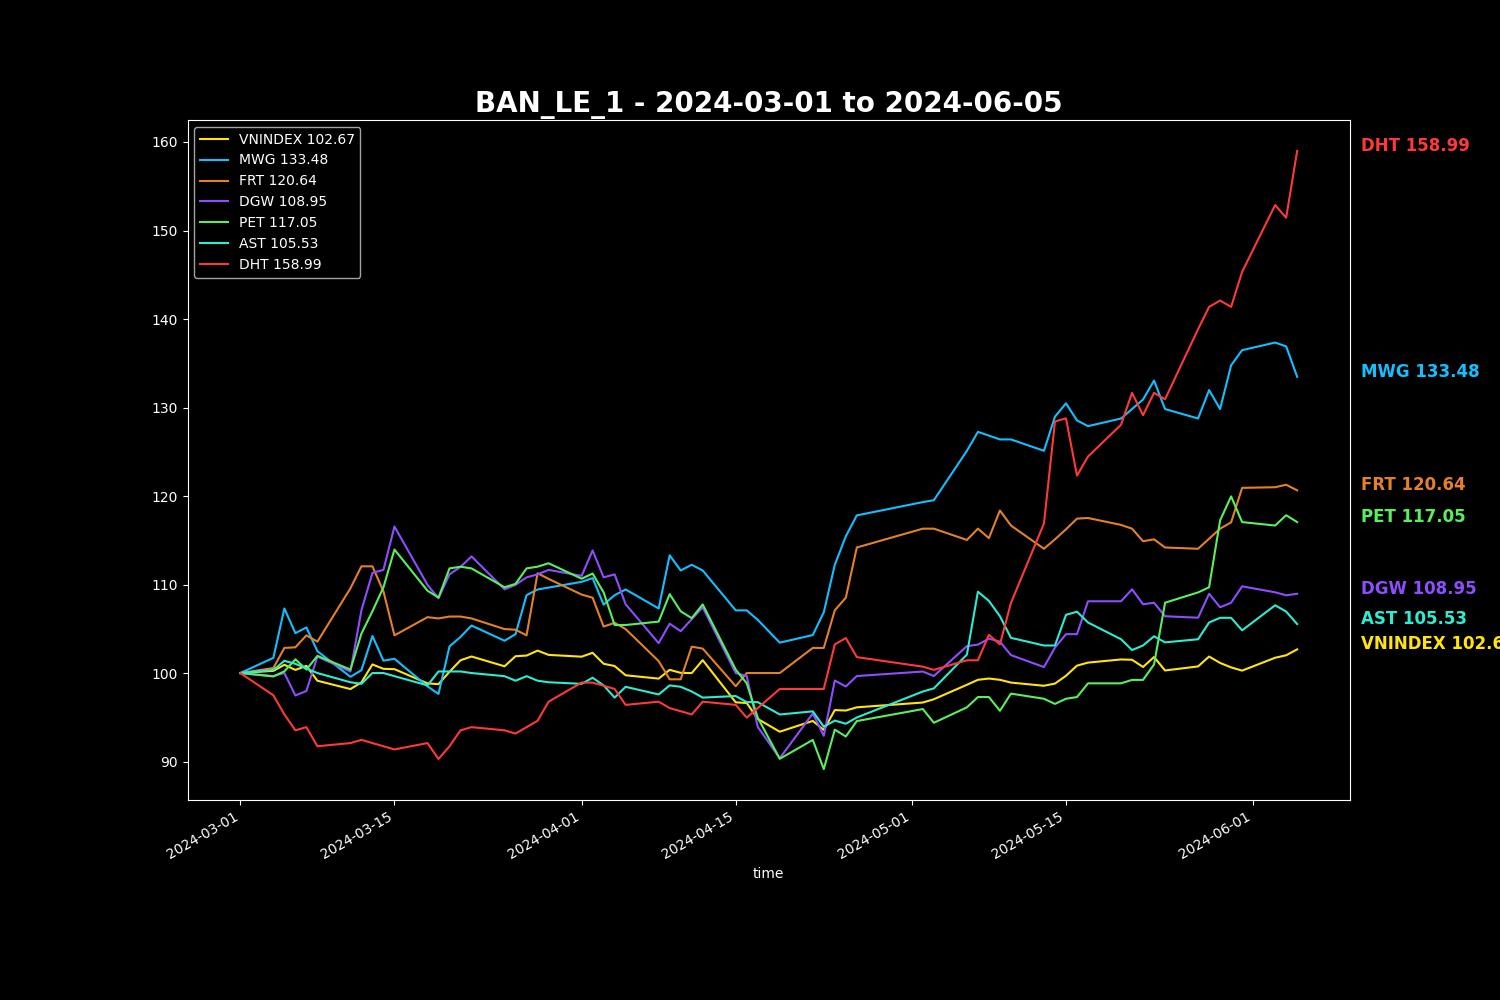 BAN_LE_1 - 2024-03-01 to 2024-06-05
VNINDEX 102.67
MWG 133.48
FRT 120.64
DGW 108.95
PET 117.05
AST 105.53
DHT 158.99
160
150
140
130
120
110
100
90
DHT 158.99
MWG 133.48
FRT 120.64
PET 117.05
DGW 108.95
AST 105.53
VNINDEX 102.6
2024-03-01
2024-03-15
2024-04-01
2024-04-15
2024-05-01
2024-05-15
2024-06-01
time